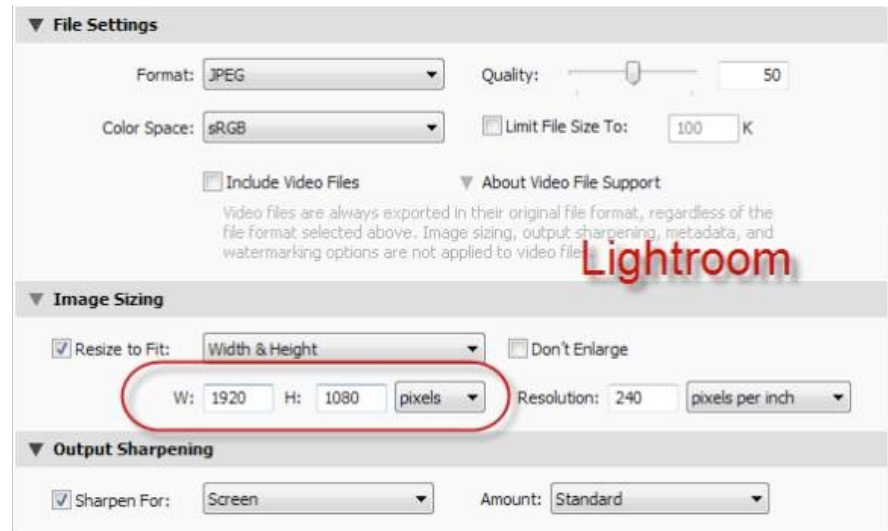 File Settings
Format: JPEG Quality: 50
Color Space: sRGB Limit File Size To: 100 K
Include Video Files About Video File Support
Video files are always exported in their original file format, regardless of the
file format selected above. Image sizing, output sharpening, metadata, and
watermarking options are not applied to video file
Lightroom
Image Sizing
Resize to Fit: Width & Height Don't Enlarge
W: 1920 H: 1080 pixels Resolution: 240 pixels per inch
Output Sharpening
Sharpen For: Screen Amount: Standard